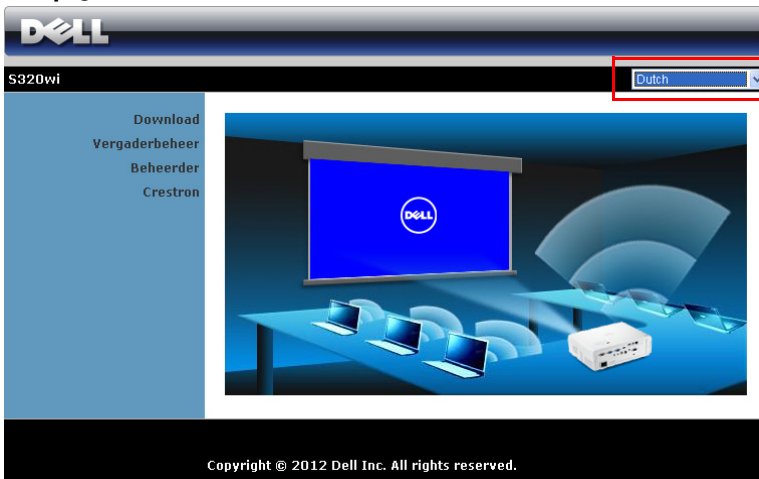 DELL
S320wi
Dutch
Download
Vergaderbeheer
Beheerder
Crestron
DELL
Copyright © 2012 Dell Inc. All rights reserved.